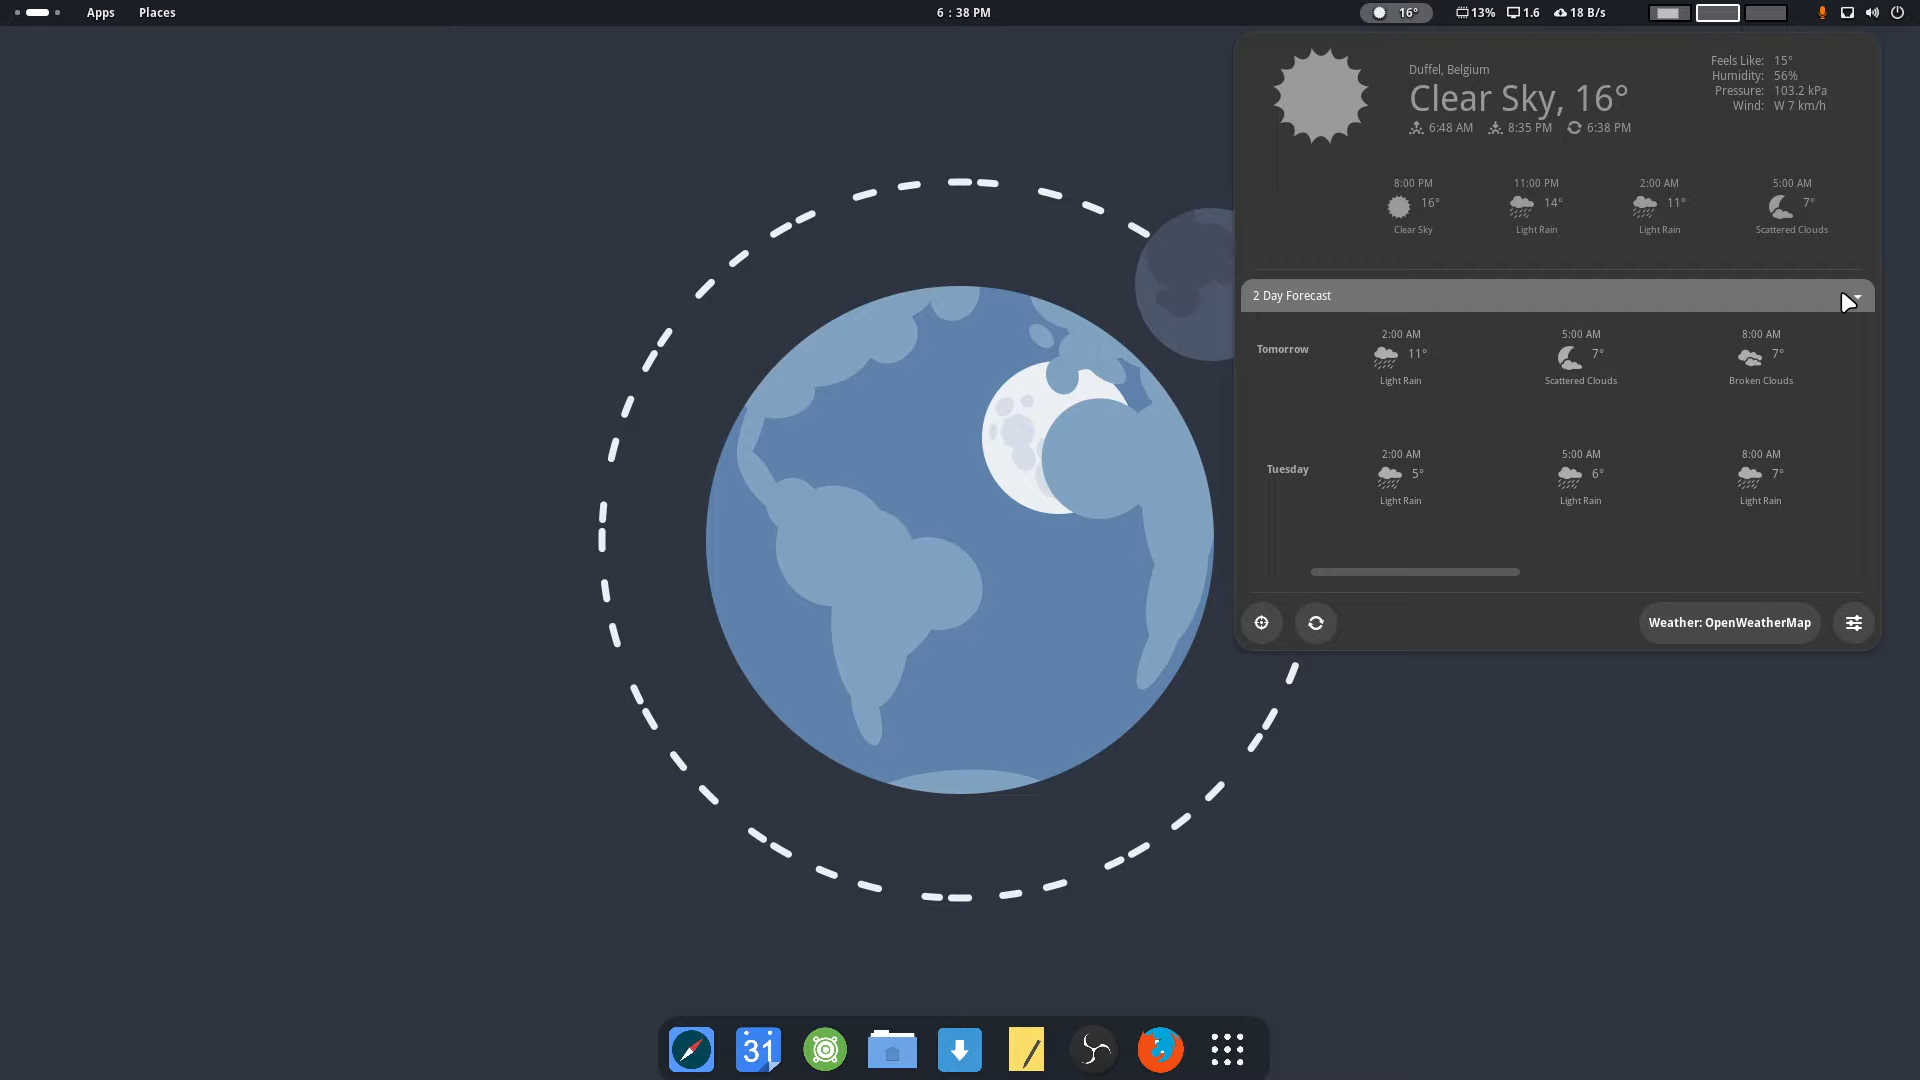 Apps Places 6 : 38 PM 16° 13% 1.6 18 B/s
Duffel, Belgium
Clear Sky, 16°
6:48 AM 8:35 PM 6:38 PM
Feels Like: 15°
Humidity: 56%
Pressure: 103.2 kPa
Wind: W 7 km/h
8:00 PM 11:00 PM 2:00 AM 5:00 AM
16° 14° 11° 7°
Clear Sky Light Rain Light Rain Scattered Clouds
2 Day Forecast
2:00 AM 5:00 AM 8:00 AM
Tomorrow 11° 7° 7°
Light Rain Scattered Clouds Broken Clouds
2:00 AM 5:00 AM 8:00 AM
Tuesday 5° 6° 7°
Light Rain Light Rain Light Rain
Weather: OpenWeatherMap
31